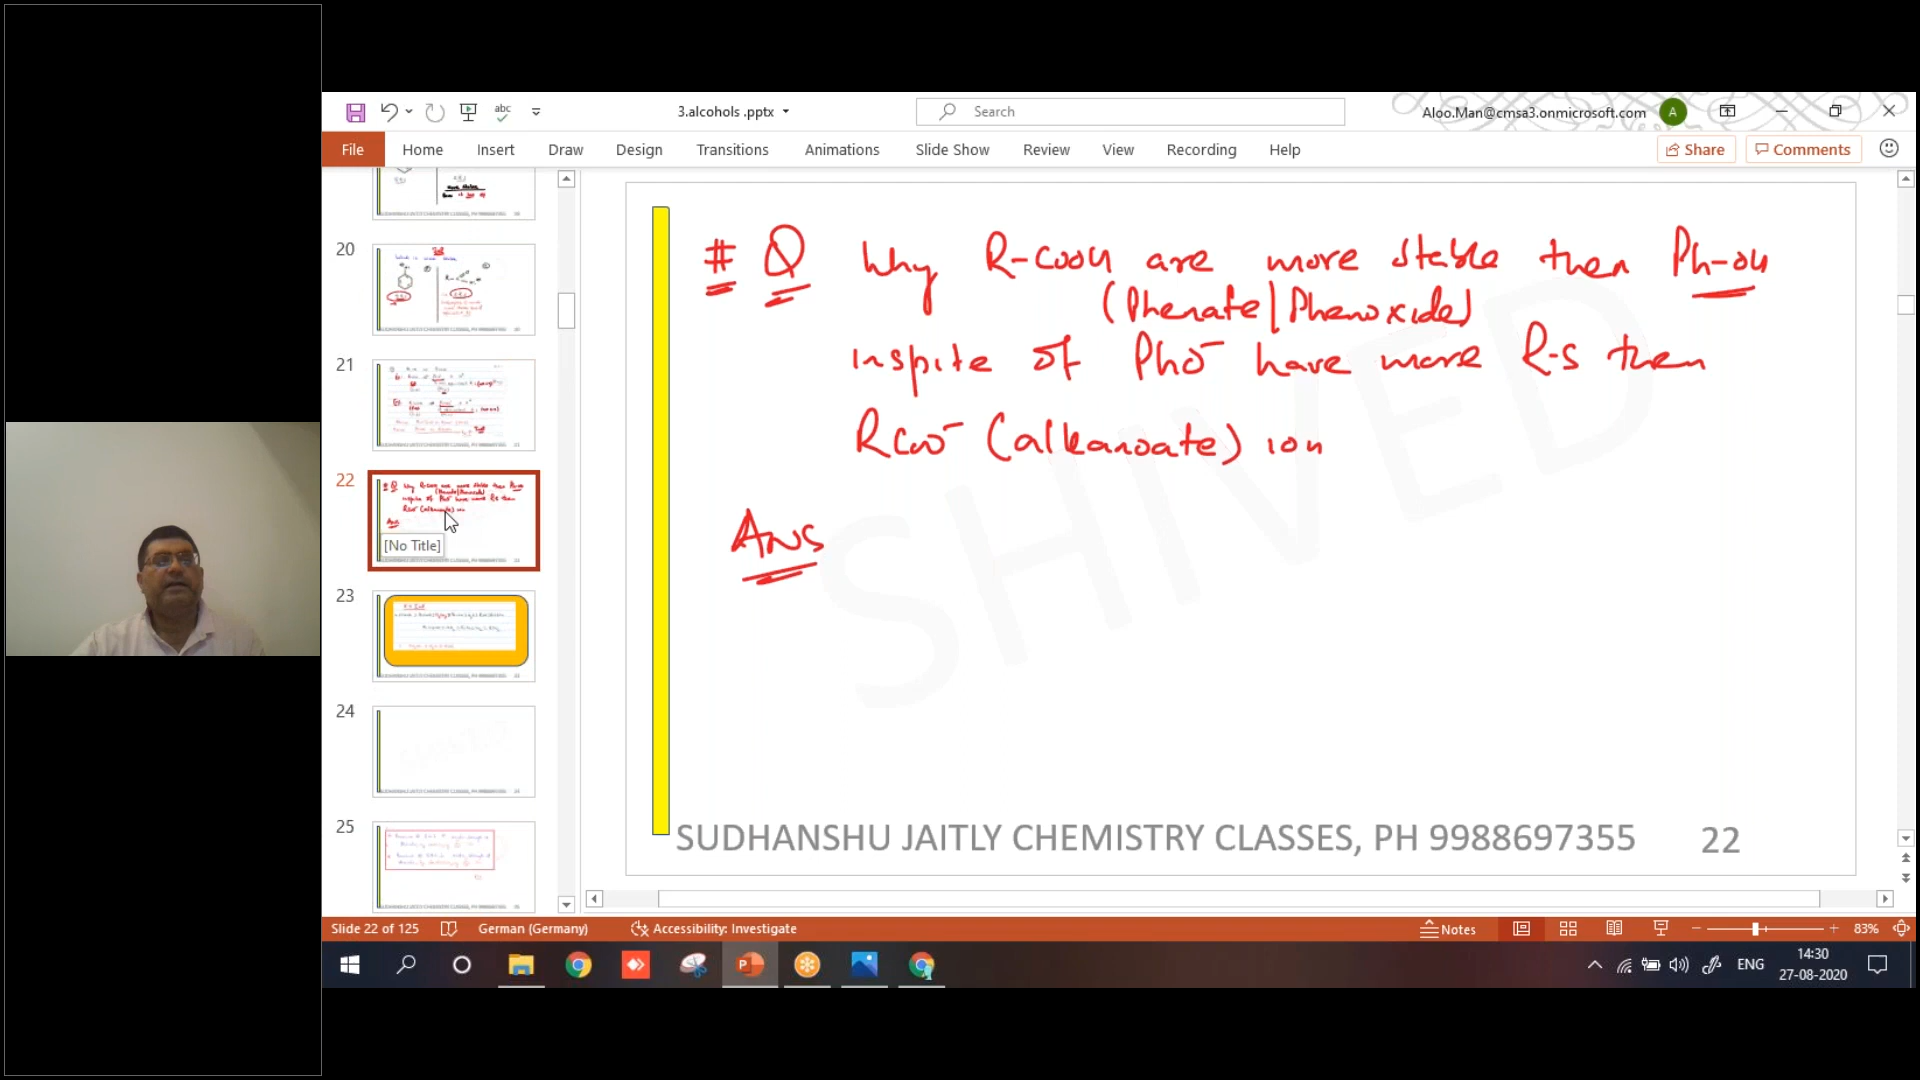 3.alcohols .pptx
Search
Aloo.Man@cmsa3.onmicrosoft.com
A
File Home Insert Draw Design Transitions Animations Slide Show Review View Recording Help
Share Comments
20
21
22
[No Title]
23
24
25
# Q Why R-COOH are more stable then Ph-OH
(Phenate/Phenoxide)
inspite of PhO⁻ have more R-S then
RCOO⁻ (alkanoate) ion
Ans
SUDHANSHU JAITLY CHEMISTRY CLASSES, PH 9988697355 22
SHIVED
Slide 22 of 125 German (Germany) Accessibility: Investigate Notes 83%
ENG 14:30
27-08-2020